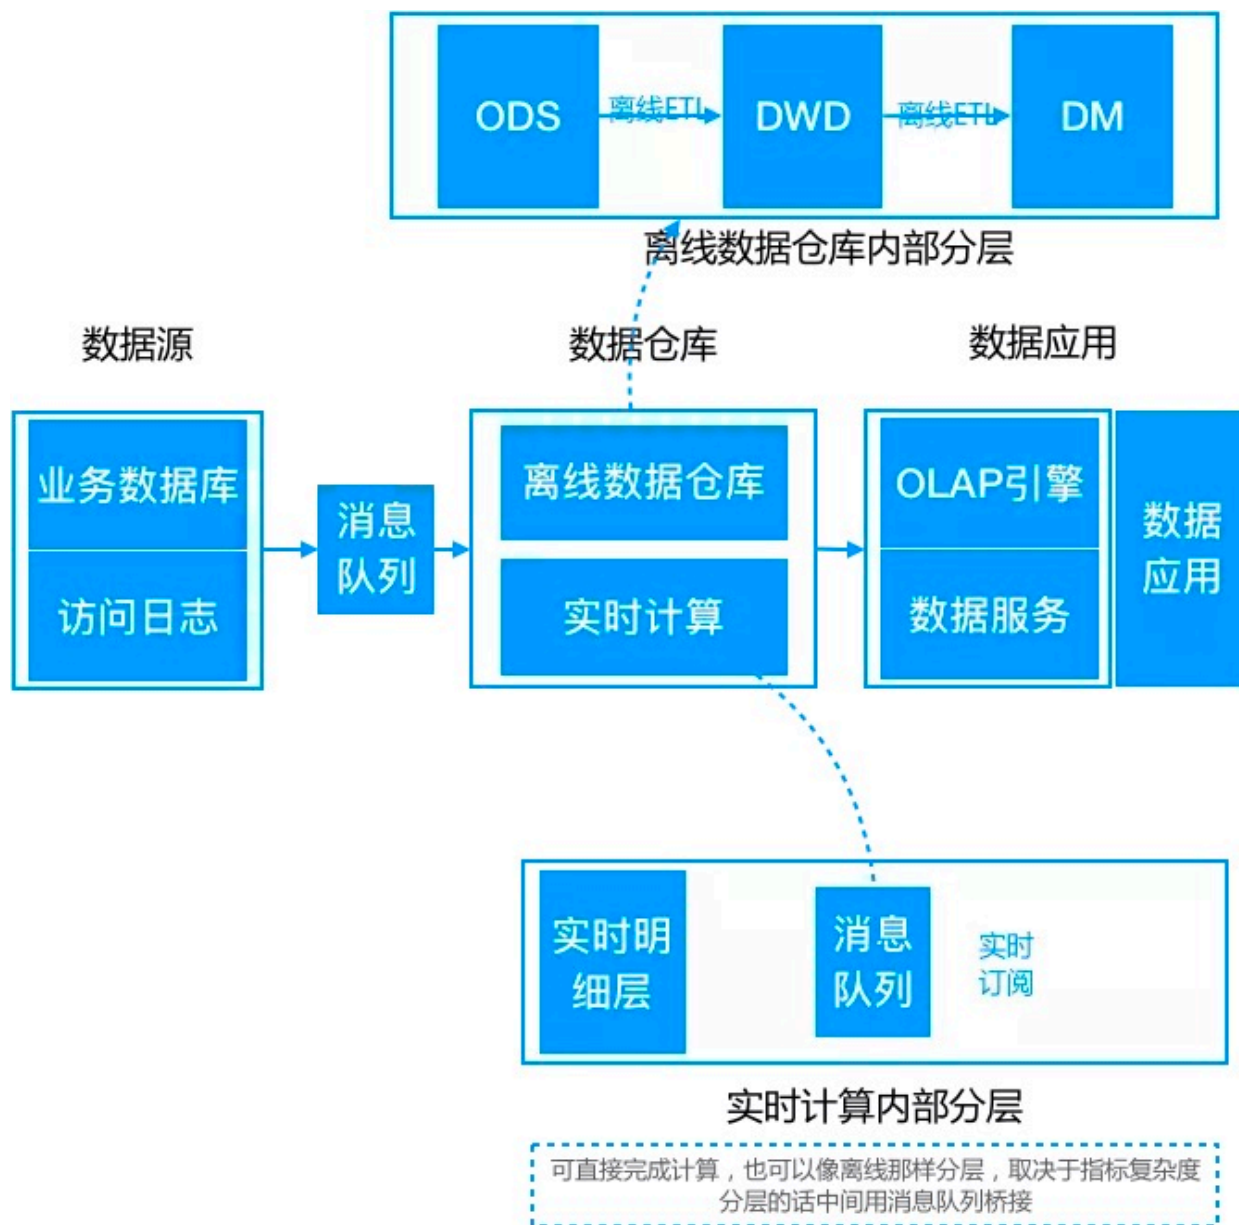 ODS
离线ETL
DWD
离线ETL
DM
离线数据仓库内部分层
数据源
数据仓库
数据应用
业务数据库
访问日志
消息
队列
离线数据仓库
实时计算
OLAP引擎
数据服务
数据
应用
实时明
细层
消息
队列
实时
订阅
实时计算内部分层
可直接完成计算，也可以像离线那样分层，取决于指标复杂度
分层的话中间用消息队列桥接